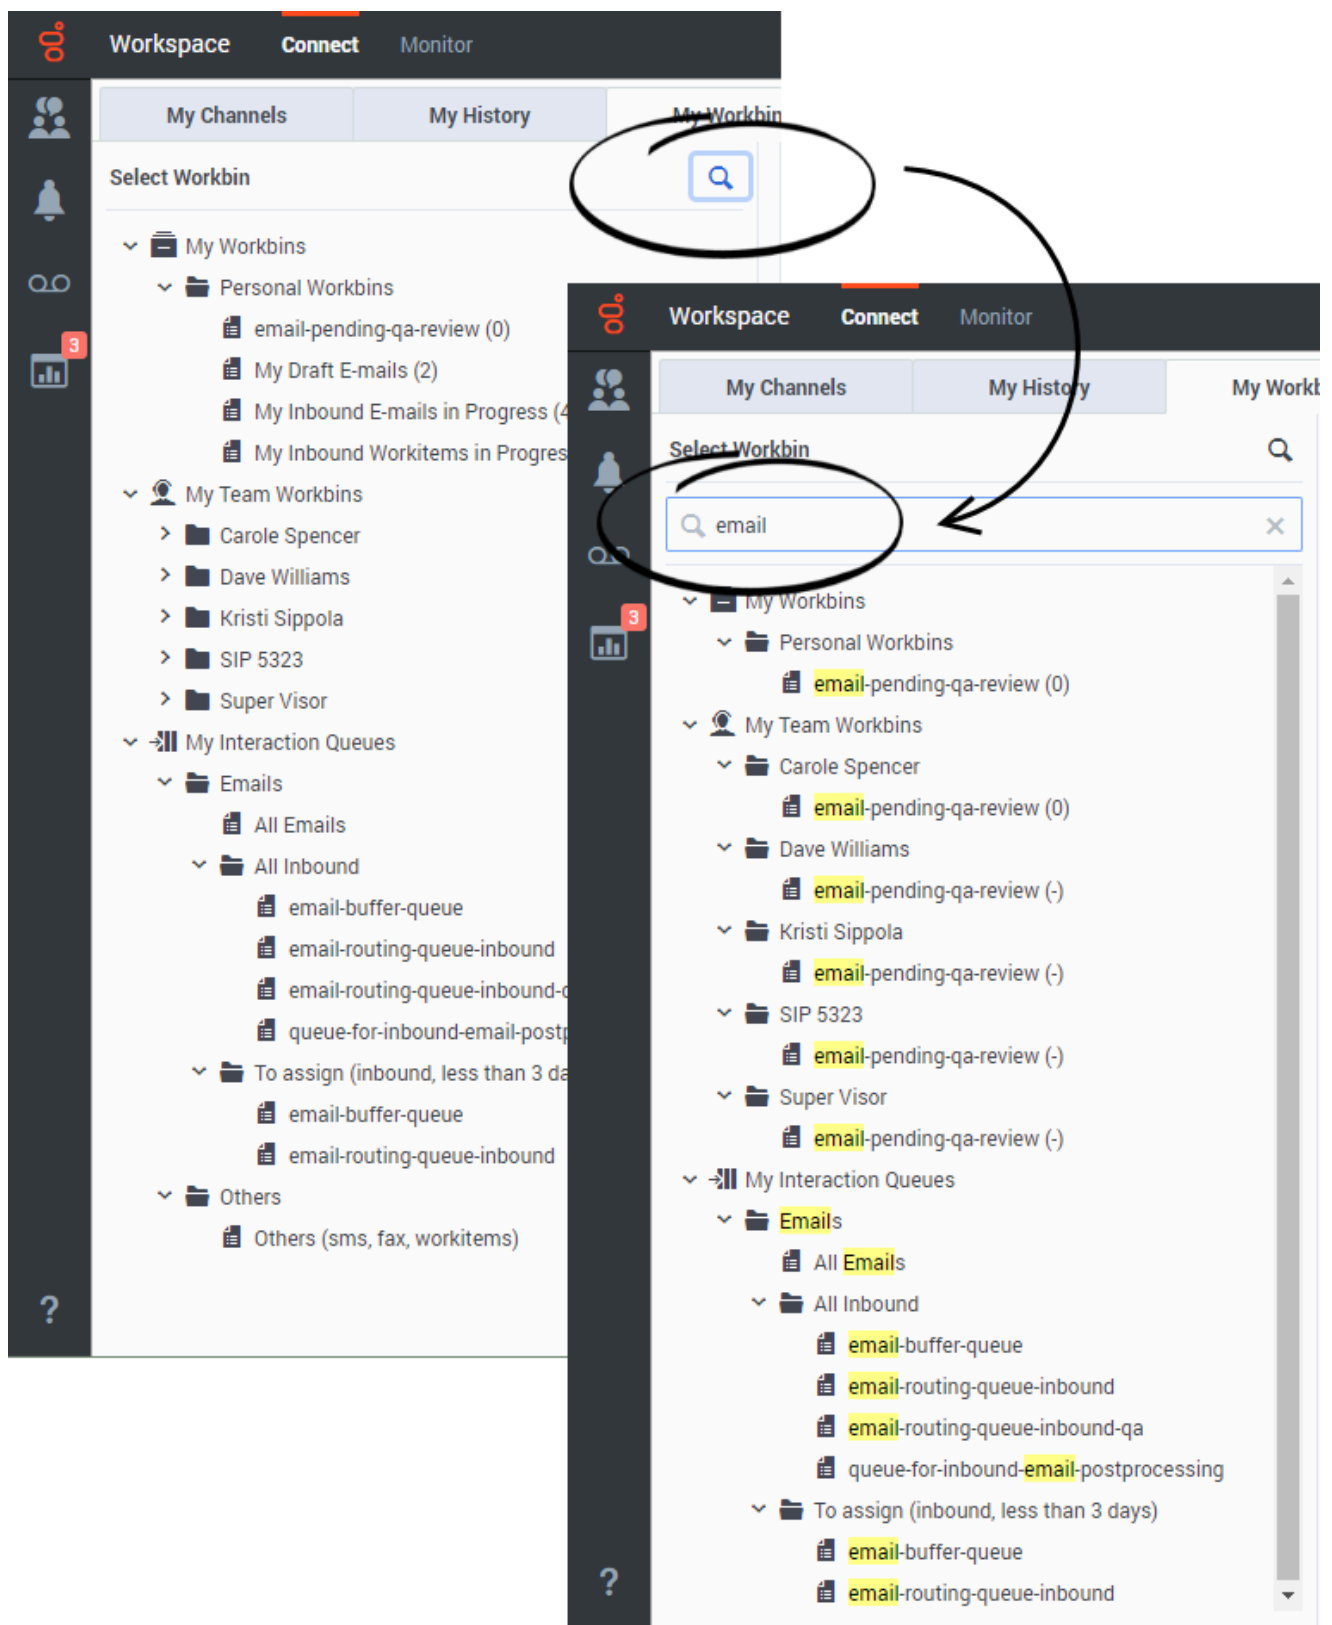 Workspace Connect Monitor
My Channels My History My Workbin
Select Workbin
My Workbins
Personal Workbins
email-pending-qa-review (0)
My Draft E-mails (2)
My Inbound E-mails in Progress (4
My Inbound Workitems in Progres
3
My Team Workbins
Carole Spencer
Dave Williams
Kristi Sippola
SIP 5323
Super Visor
My Interaction Queues
Emails
All Emails
All Inbound
email-buffer-queue
email-routing-queue-inbound
email-routing-queue-inbound-q
queue-for-inbound-email-postp
To assign (inbound, less than 3 da
email-buffer-queue
email-routing-queue-inbound
Others
Others (sms, fax, workitems)
?
Workspace Connect Monitor
My Channels My History My Workb
Select Workbin
email
3
My Workbins
Personal Workbins
email-pending-qa-review (0)
My Team Workbins
Carole Spencer
email-pending-qa-review (0)
Dave Williams
email-pending-qa-review (-)
Kristi Sippola
email-pending-qa-review (-)
SIP 5323
email-pending-qa-review (-)
Super Visor
email-pending-qa-review (-)
My Interaction Queues
Emails
All Emails
All Inbound
email-buffer-queue
email-routing-queue-inbound
email-routing-queue-inbound-qa
queue-for-inbound-email-postprocessing
To assign (inbound, less than 3 days)
email-buffer-queue
email-routing-queue-inbound
?